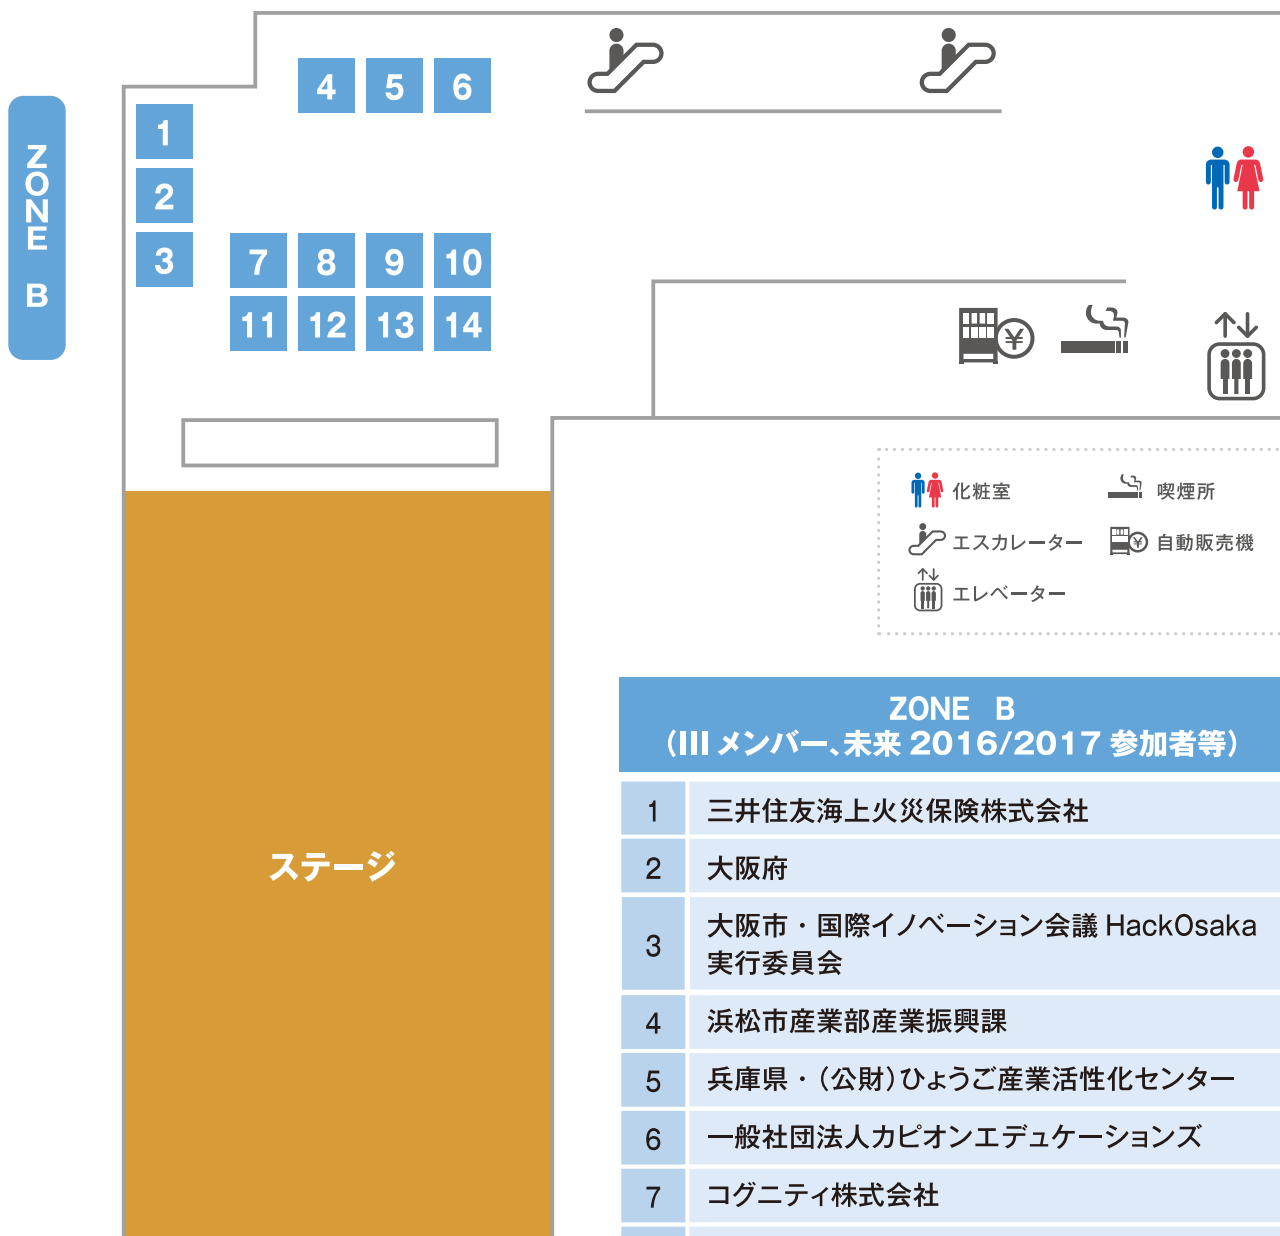 ZONE B
4 5 6
1
2
3
7 8 9 10
11 12 13 14
化粧室
喫煙所
エスカレーター
自動販売機
エレベーター
ステージ
ZONE B
(III メンバー、未来 2016/2017 参加者等)
1 三井住友海上火災保険株式会社
2 大阪府
3 大阪市・国際イノベーション会議 HackOsaka
実行委員会
4 浜松市産業部産業振興課
5 兵庫県・(公財)ひょうご産業活性化センター
6 一般社団法人カピオンエデュケーションズ
7 コグニティ株式会社